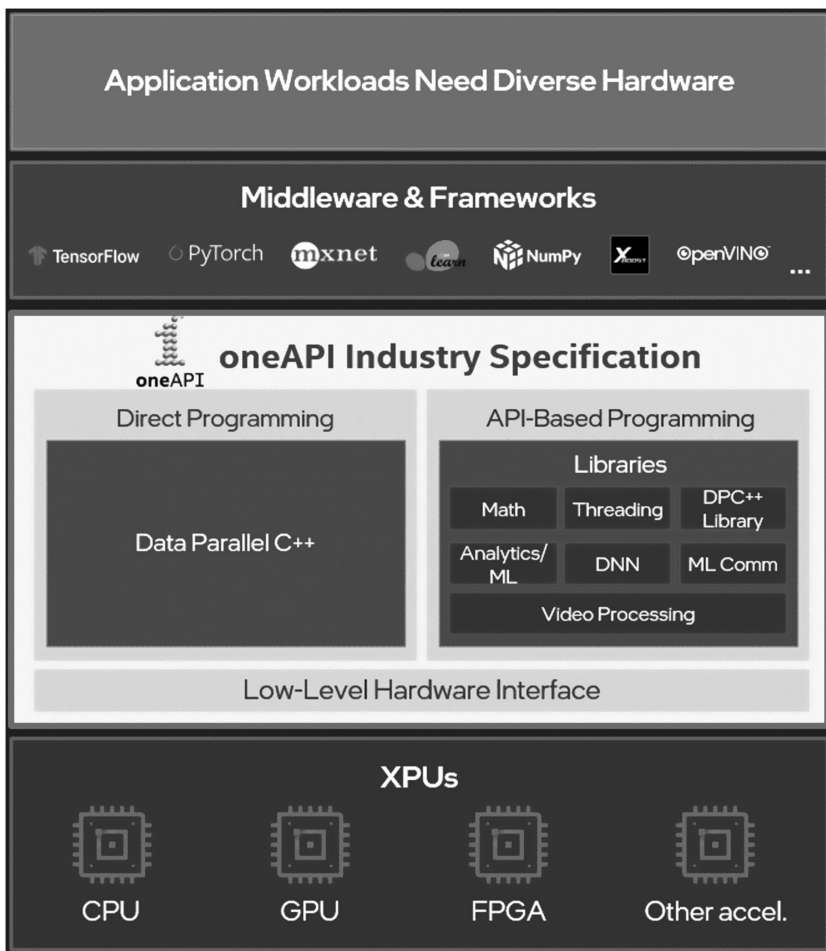 Application Workloads Need Diverse Hardware
Middleware & Frameworks
TensorFlow
PyTorch
mxnet
learn
NumPy
XBOOST
OpenVINO
...
oneAPI
oneAPI Industry Specification
Direct Programming
Data Parallel C++
API-Based Programming
Libraries
Math
Threading
DPC++
Library
Analytics/
ML
DNN
ML Comm
Video Processing
Low-Level Hardware Interface
XPUs
CPU
GPU
FPGA
Other accel.